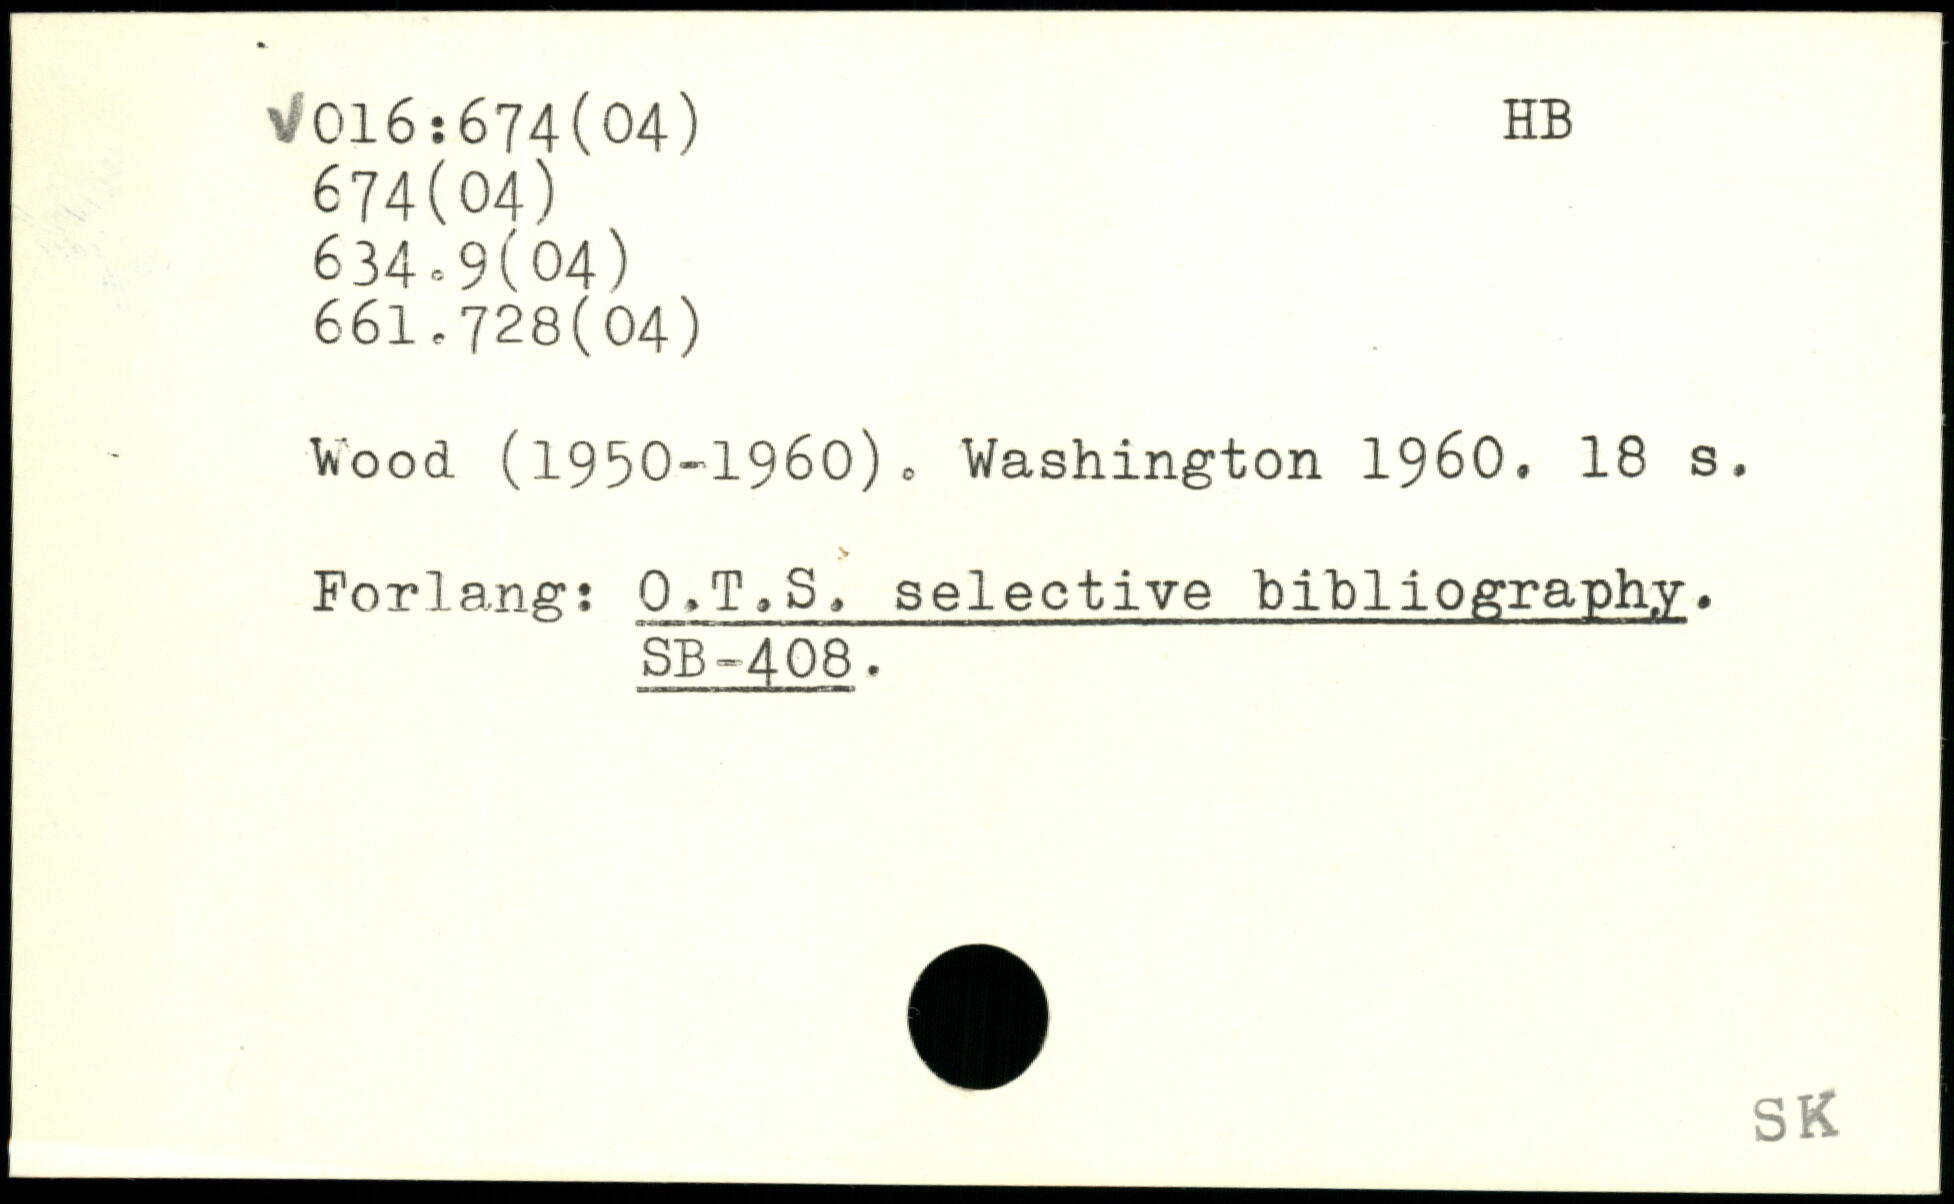 √016:674(04) HB
674(04)
634.9(04)
661.728(04)
Wood (1950-1960). Washington 1960. 18 s.
Forlang: O.T.S. selective bibliography.
SB-408.
SK